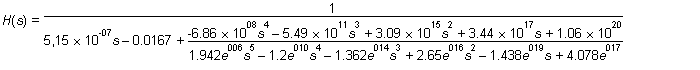 H(s) = 1
5,15 × 10^-07 s − 0.0167 + -6.86 × 10^08 s^4 − 5.49 × 10^11 s^3 + 3.09 × 10^15 s^2 + 3.44 × 10^17 s + 1.06 × 10^20
1.942e^006 s^5 − 1.2e^010 s^4 − 1.362e^014 s^3 + 2.65e^016 s^2 − 1.438e^019 s + 4.078e^017